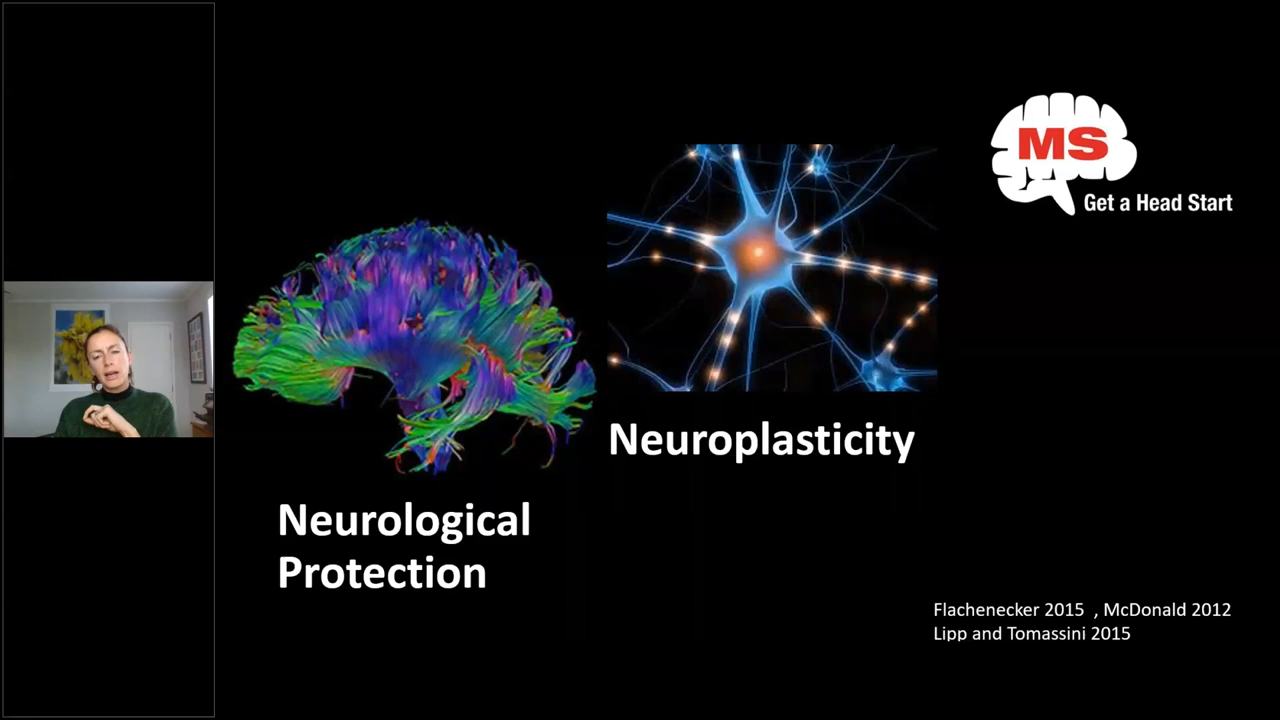 MS
Get a Head Start
Neuroplasticity
Neurological
Protection
Flachenecker 2015  , McDonald 2012
Lipp and Tomassini 2015